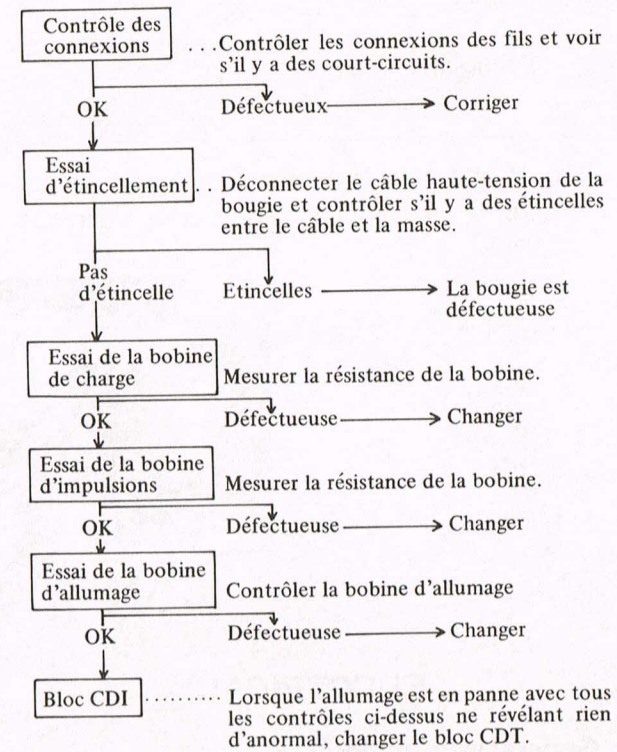 Contrôle des
connexions
. . . Contrôler les connexions des fils et voir
s'il y a des court-circuits.
OK
Défectueux
Corriger
Essai
d'étincellement
. . Déconnecter le câble haute-tension de la
bougie et contrôler s'il y a des étincelles
entre le câble et la masse.
Pas
d'étincelle
Etincelles
La bougie est
défectueuse
Essai de la bobine
de charge
Mesurer la résistance de la bobine.
OK
Défectueuse
Changer
Essai de la bobine
d'impulsions
Mesurer la résistance de la bobine.
OK
Défectueuse
Changer
Essai de la bobine
d'allumage
Contrôler la bobine d'allumage
OK
Défectueuse
Changer
Bloc CDI
.......... Lorsque l'allumage est en panne avec tous
les contrôles ci-dessus ne révélant rien
d'anormal, changer le bloc CDT.